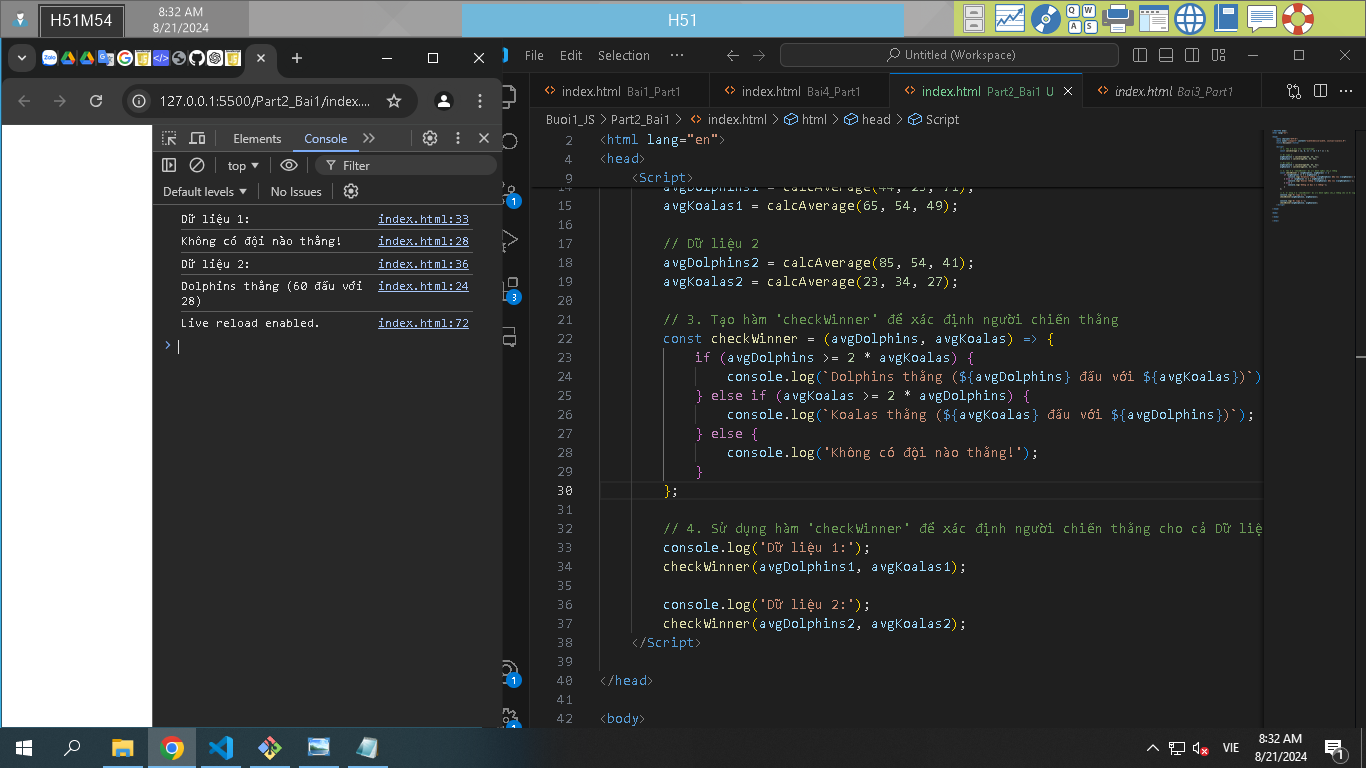 H51M54
8:32 AM
8/21/2024
H51
Q W
A S
127.0.0.1:5500/Part2_Bai1/index....
Elements
Console
top
Filter
Default levels
No Issues
Dữ liệu 1:
index.html:33
Không có đội nào thắng!
index.html:28
Dữ liệu 2:
index.html:36
Dolphins thắng (60 đấu với
28)
index.html:24
Live reload enabled.
index.html:72
File
Edit
Selection
Untitled (Workspace)
index.html Bai1_Part1
index.html Bai4_Part1
index.html Part2_Bai1 U
index.html Bai3_Part1
Buoi1_JS > Part2_Bai1 > index.html > html > head > Script
2 <html lang="en">
4 <head>
9 <Script>
14 avgDolphins1 = calcAverage(44, 23, 71);
15 avgKoalas1 = calcAverage(65, 54, 49);
16
17 // Dữ liệu 2
18 avgDolphins2 = calcAverage(85, 54, 41);
19 avgKoalas2 = calcAverage(23, 34, 27);
20
21 // 3. Tạo hàm 'checkWinner' để xác định người chiến thắng
22 const checkWinner = (avgDolphins, avgKoalas) => {
23 if (avgDolphins >= 2 * avgKoalas) {
24 console.log(`Dolphins thắng (${avgDolphins} đấu với ${avgKoalas})`)
25 } else if (avgKoalas >= 2 * avgDolphins) {
26 console.log(`Koalas thắng (${avgKoalas} đấu với ${avgDolphins})`);
27 } else {
28 console.log('Không có đội nào thắng!');
29 }
30 };
31
32 // 4. Sử dụng hàm 'checkWinner' để xác định người chiến thắng cho cả Dữ liệ
33 console.log('Dữ liệu 1:');
34 checkWinner(avgDolphins1, avgKoalas1);
35
36 console.log('Dữ liệu 2:');
37 checkWinner(avgDolphins2, avgKoalas2);
38 </Script>
39
40 </head>
41
42 <body>
1
3
1
1
VIE
8:32 AM
8/21/2024
1